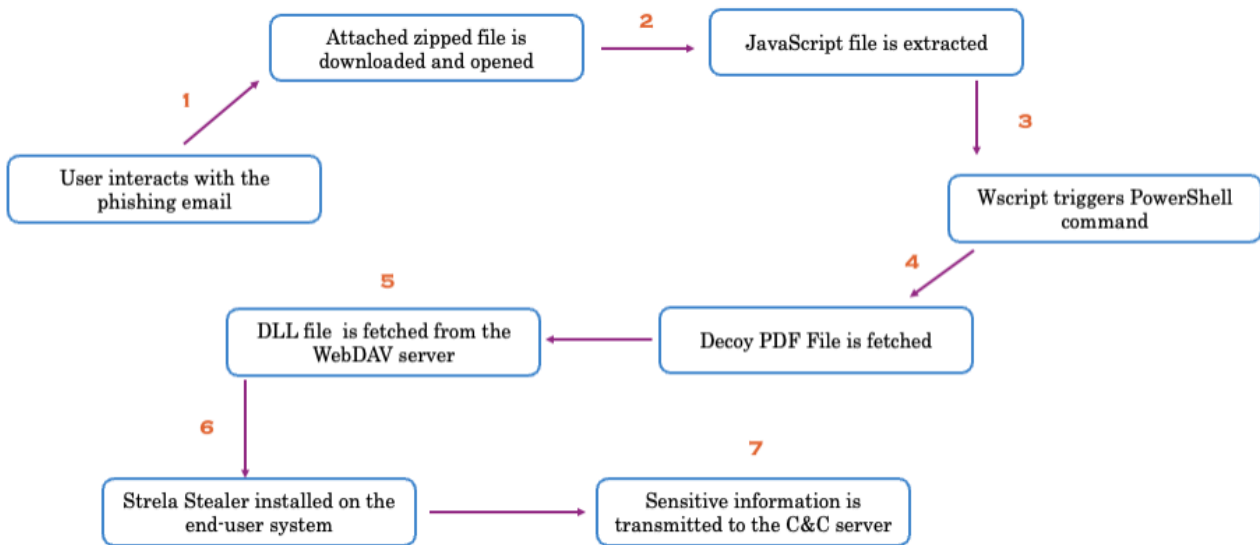 1
User interacts with the
phishing email
Attached zipped file is
downloaded and opened
2
JavaScript file is extracted
3
Wscript triggers PowerShell
command
4
Decoy PDF File is fetched
5
DLL file is fetched from the
WebDAV server
6
Strela Stealer installed on the
end-user system
7
Sensitive information is
transmitted to the C&C server